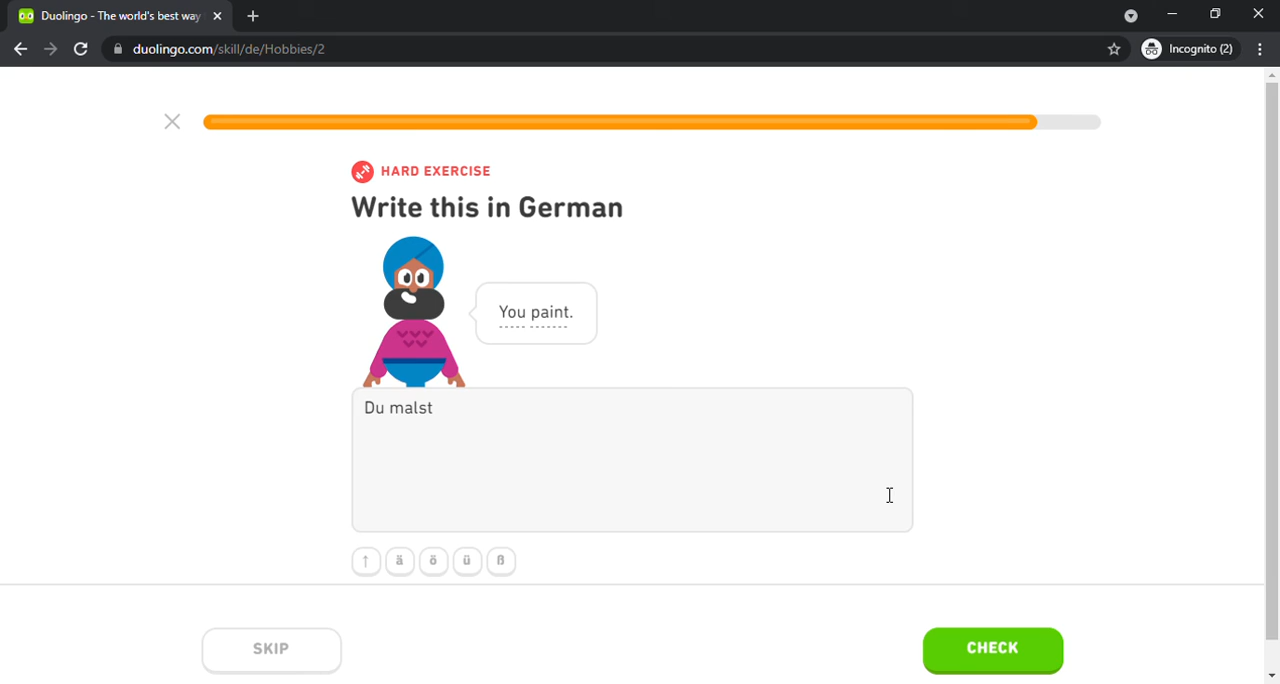 Duolingo - The world's best way
duolingo.com/skill/de/Hobbies/2
Incognito (2)
HARD EXERCISE
Write this in German
You paint.
Du malst
↑ ä ö ü ß
SKIP
CHECK